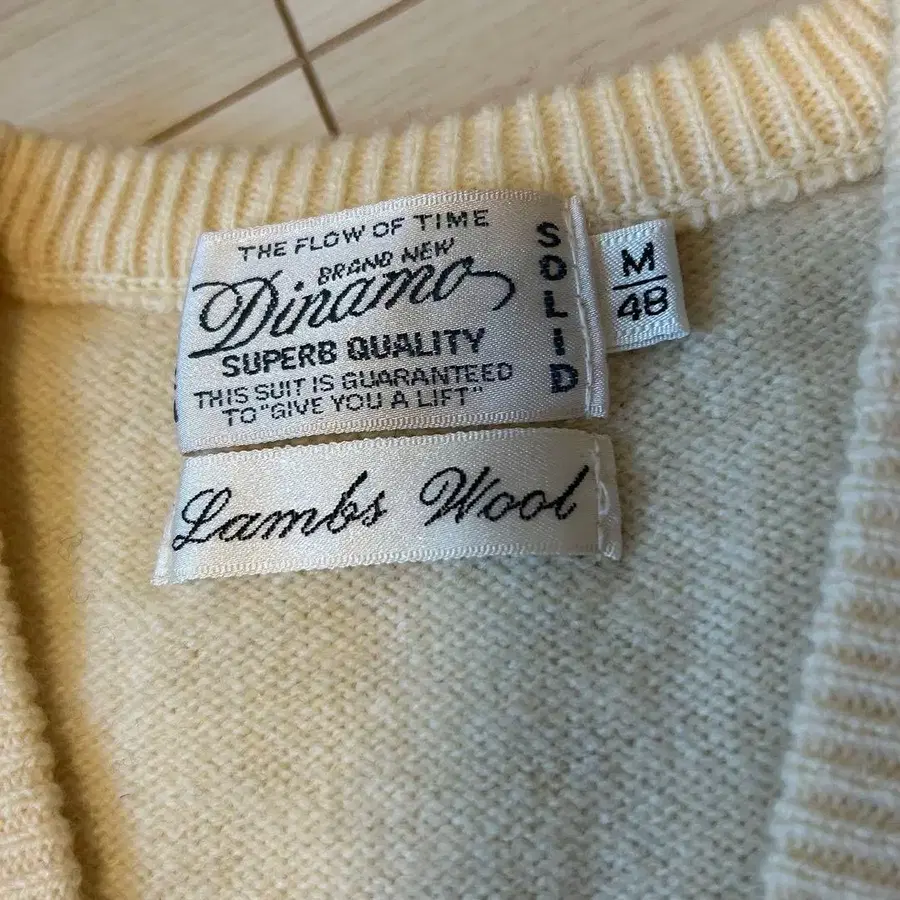 THE FLOW OF TIME
BRAND NEW
Dinamo
SUPERB QUALITY
THIS SUIT IS GUARANTEED
TO "GIVE YOU A LIFT"
SOLID
M
48
Lambs Wool